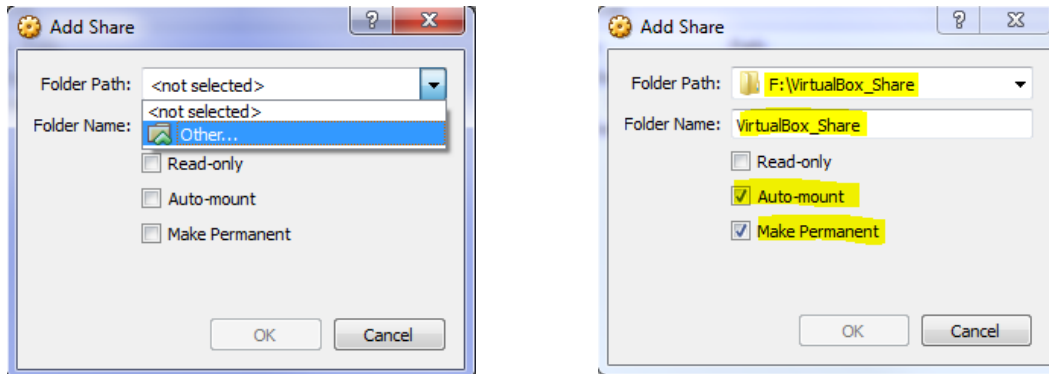 Add Share
Folder Path: <not selected>
<not selected>
Other...
Folder Name:
Read-only
Auto-mount
Make Permanent
OK Cancel
Add Share
Folder Path: F:\VirtualBox_Share
Folder Name: VirtualBox_Share
Read-only
Auto-mount
Make Permanent
OK Cancel